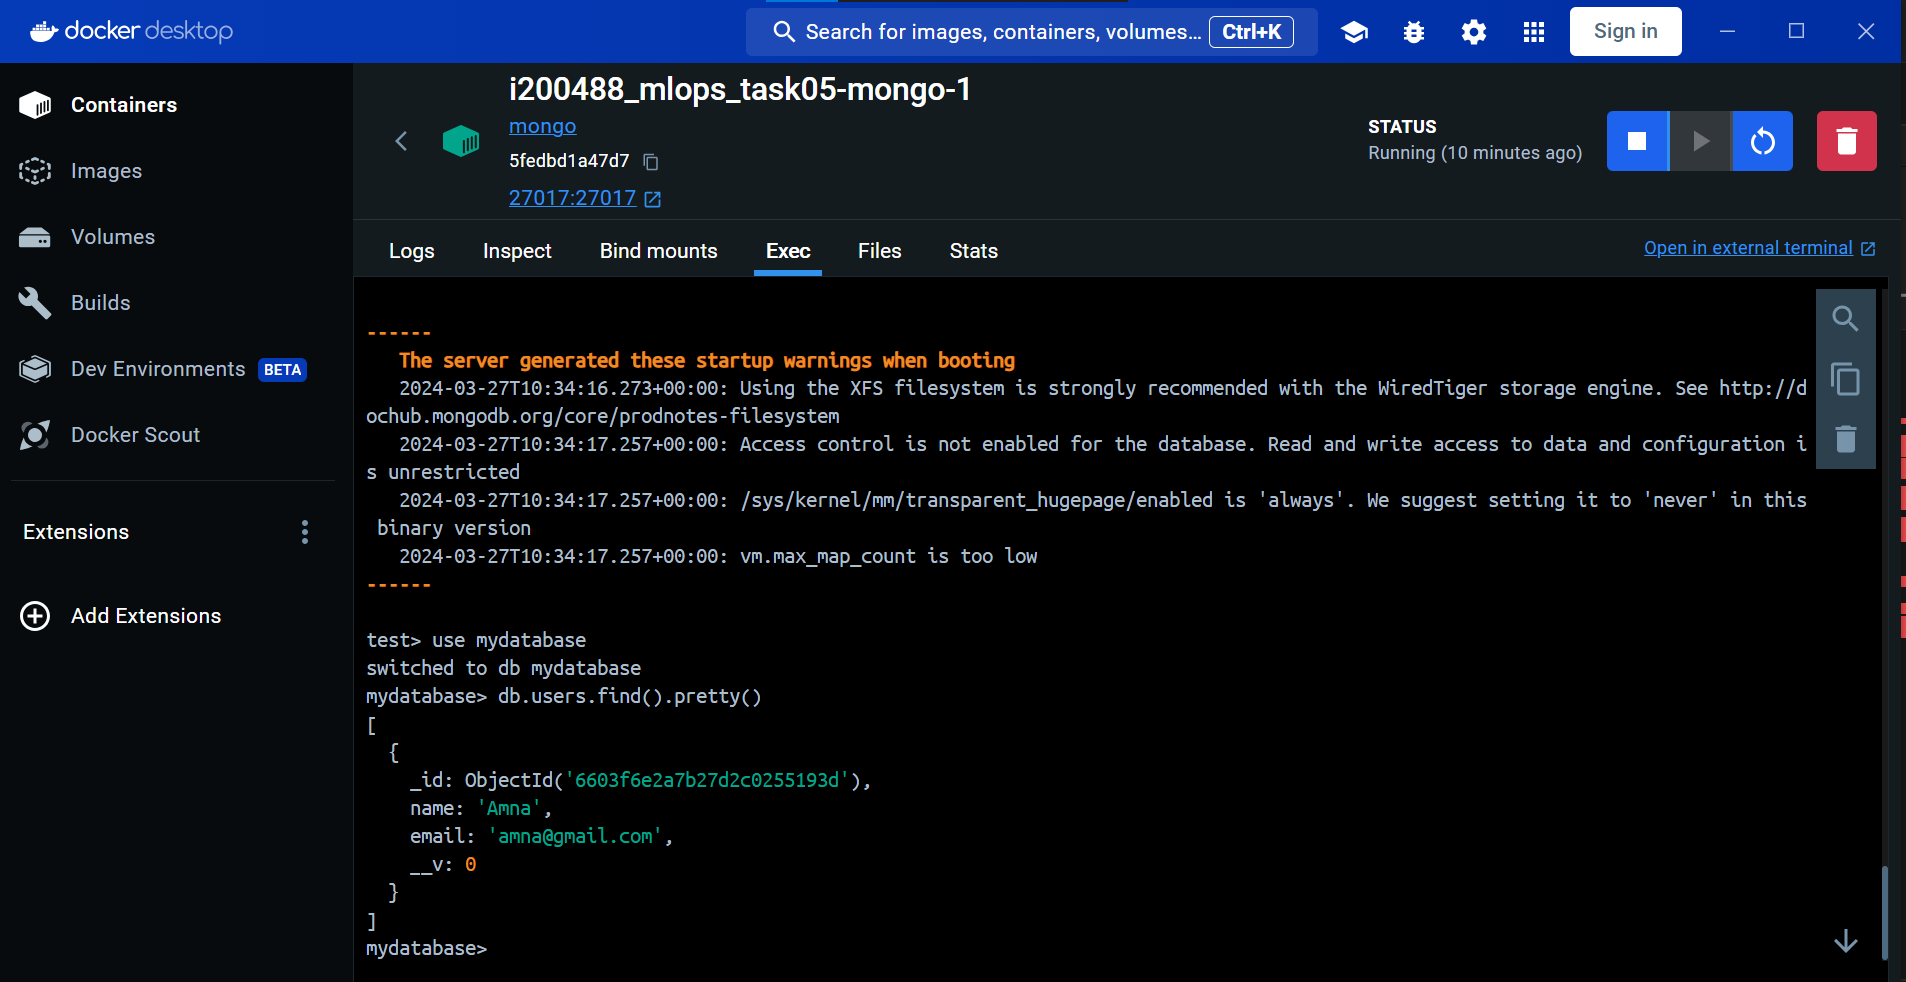 docker desktop
Search for images, containers, volumes... Ctrl+K
Sign in
Containers
Images
Volumes
Builds
Dev Environments BETA
Docker Scout
Extensions
Add Extensions
i200488_mlops_task05-mongo-1
mongo
5fedbd1a47d7
27017:27017
STATUS
Running (10 minutes ago)
Logs Inspect Bind mounts Exec Files Stats
Open in external terminal
------
The server generated these startup warnings when booting
2024-03-27T10:34:16.273+00:00: Using the XFS filesystem is strongly recommended with the WiredTiger storage engine. See http://d
ochub.mongodb.org/core/prodnotes-filesystem
2024-03-27T10:34:17.257+00:00: Access control is not enabled for the database. Read and write access to data and configuration i
s unrestricted
2024-03-27T10:34:17.257+00:00: /sys/kernel/mm/transparent_hugepage/enabled is 'always'. We suggest setting it to 'never' in this
binary version
2024-03-27T10:34:17.257+00:00: vm.max_map_count is too low
------
test> use mydatabase
switched to db mydatabase
mydatabase> db.users.find().pretty()
[
{
_id: ObjectId('6603f6e2a7b27d2c0255193d'),
name: 'Amna',
email: 'amna@gmail.com',
__v: 0
}
]
mydatabase>